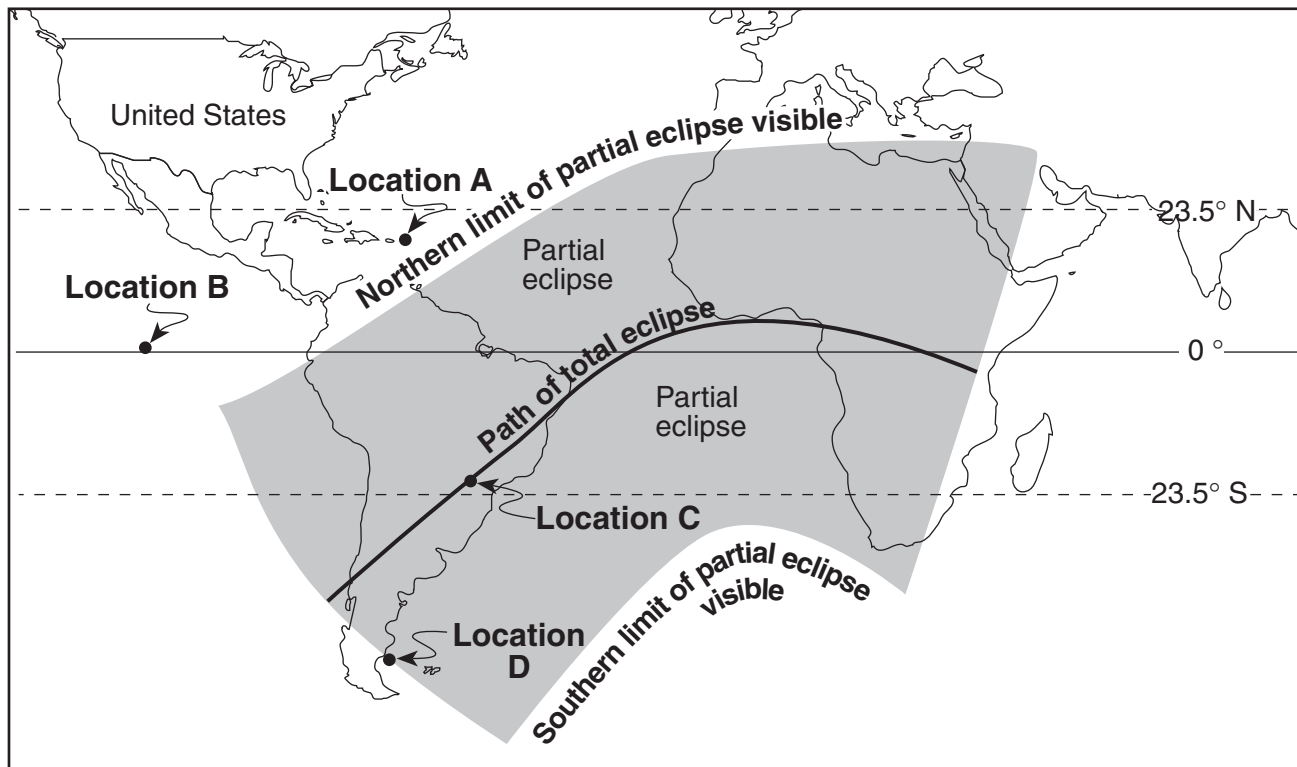 United States
Northern limit of partial eclipse visible
Location A
23.5° N
Partial
eclipse
Location B
Path of total eclipse
0 °
Partial
eclipse
23.5° S
Location C
Southern limit of partial eclipse
visible
Location
D